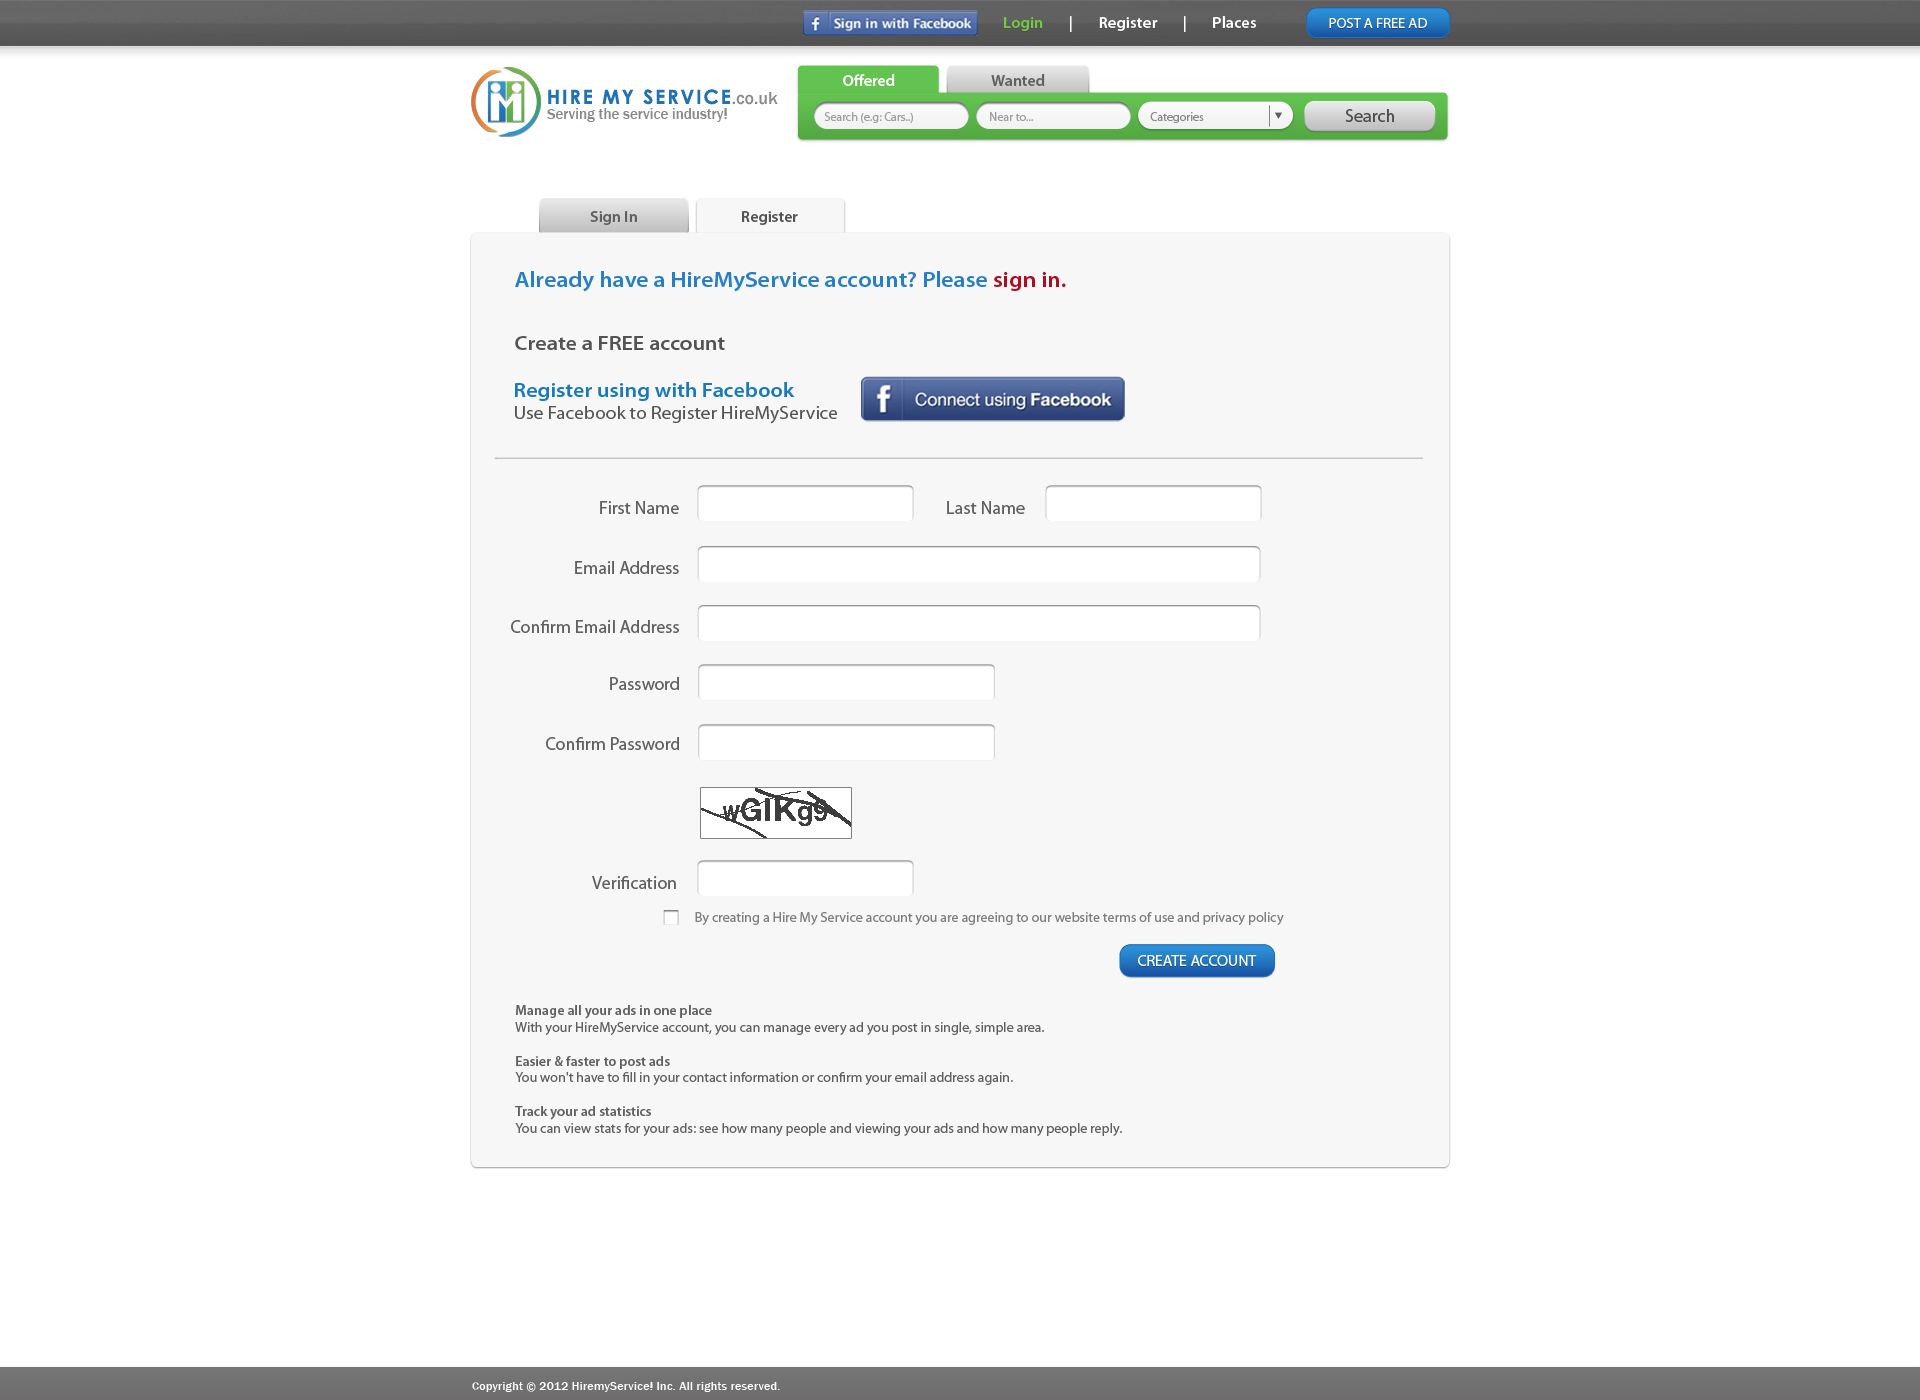 Sign in with Facebook Login | Register | Places POST A FREE AD
HIRE MY SERVICE.co.uk
Serving the service industry!
Offered Wanted
Search (e.g: Cars..) Near to... Categories Search
Sign In Register
Already have a HireMyService account? Please sign in.
Create a FREE account
Register using with Facebook
Use Facebook to Register HireMyService
Connect using Facebook
First Name Last Name
Email Address
Confirm Email Address
Password
Confirm Password
wGIKg9
Verification
By creating a Hire My Service account you are agreeing to our website terms of use and privacy policy
CREATE ACCOUNT
Manage all your ads in one place
With your HireMyService account, you can manage every ad you post in single, simple area.
Easier & faster to post ads
You won't have to fill in your contact information or confirm your email address again.
Track your ad statistics
You can view stats for your ads: see how many people and viewing your ads and how many people reply.
Copyright © 2012 HiremyService! Inc. All rights reserved.